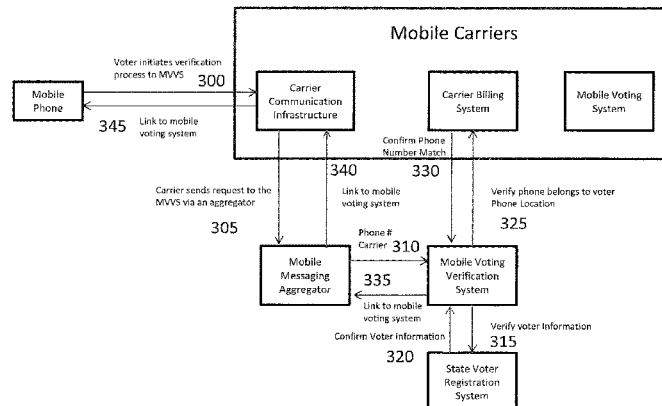 Mobile Carriers
Voter initiates verification
process to MVVS 300
Mobile
Phone
345 Link to mobile
voting system
Carrier
Communication
Infrastructure
Carrier Billing
System
Mobile Voting
System
Confirm Phone
Number Match
330
340
Link to mobile
voting system
Carrier sends request to the
MVVS via an aggregator
305
Verify phone belongs to voter
Phone Location
325
Phone #
Carrier 310
Mobile
Messaging
Aggregator
335
Link to mobile
voting system
Mobile Voting
Verification
System
Confirm Voter Information
320
Verify voter Information
315
State Voter
Registration
System